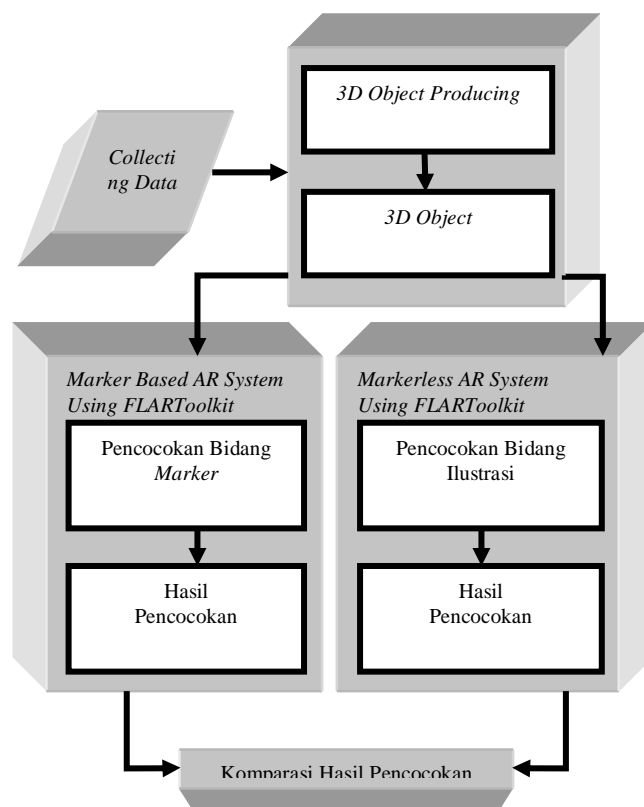 3D Object Producing
Collecti
ng Data
3D Object
Marker Based AR System
Using FLARToolkit
Pencocokan Bidang
Marker
Hasil
Pencocokan
Markerless AR System
Using FLARToolkit
Pencocokan Bidang
Ilustrasi
Hasil
Pencocokan
Komparasi Hasil Pencocokan